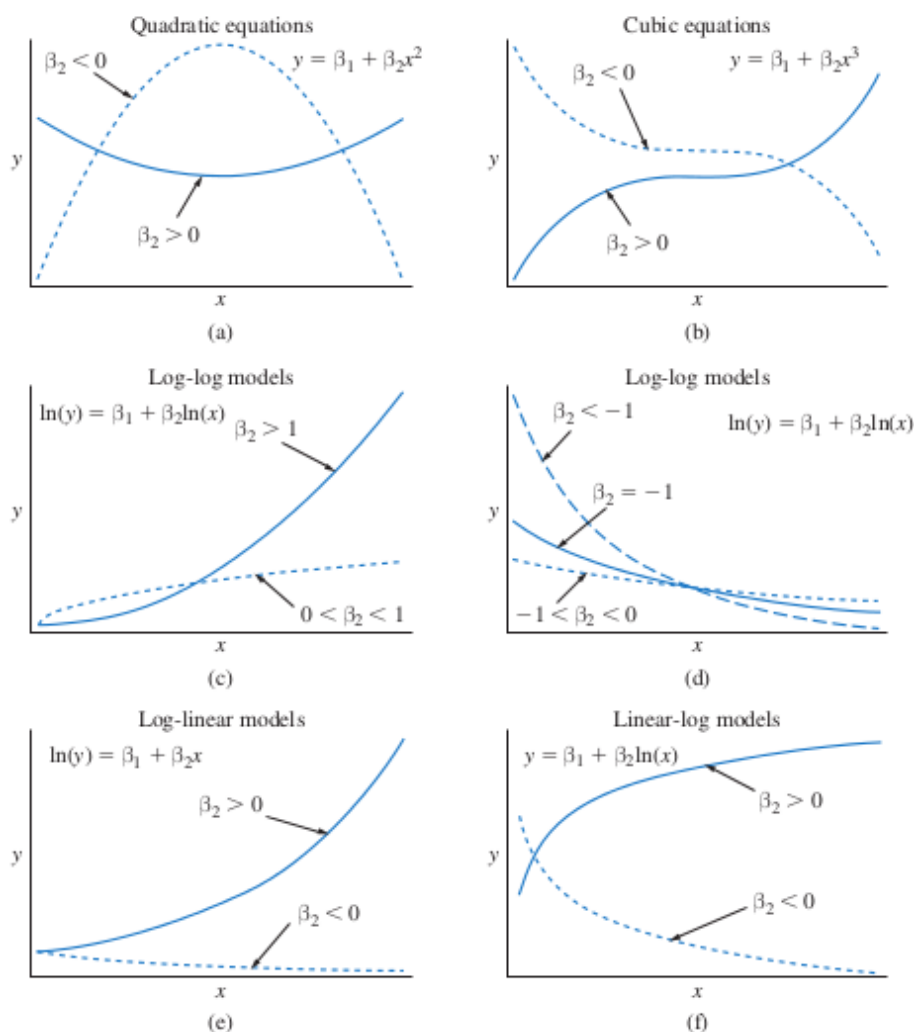 Quadratic equations
β₂ < 0
y = β₁ + β₂x²
y
β₂ > 0
x
(a)
Cubic equations
y = β₁ + β₂x³
β₂ < 0
y
β₂ > 0
x
(b)
Log-log models
ln(y) = β₁ + β₂ln(x)
β₂ > 1
y
0 < β₂ < 1
x
(c)
Log-log models
β₂ < −1
ln(y) = β₁ + β₂ln(x)
β₂ = −1
y
−1 < β₂ < 0
x
(d)
Log-linear models
ln(y) = β₁ + β₂x
β₂ > 0
y
β₂ < 0
x
(e)
Linear-log models
y = β₁ + β₂ln(x)
β₂ > 0
y
β₂ < 0
x
(f)